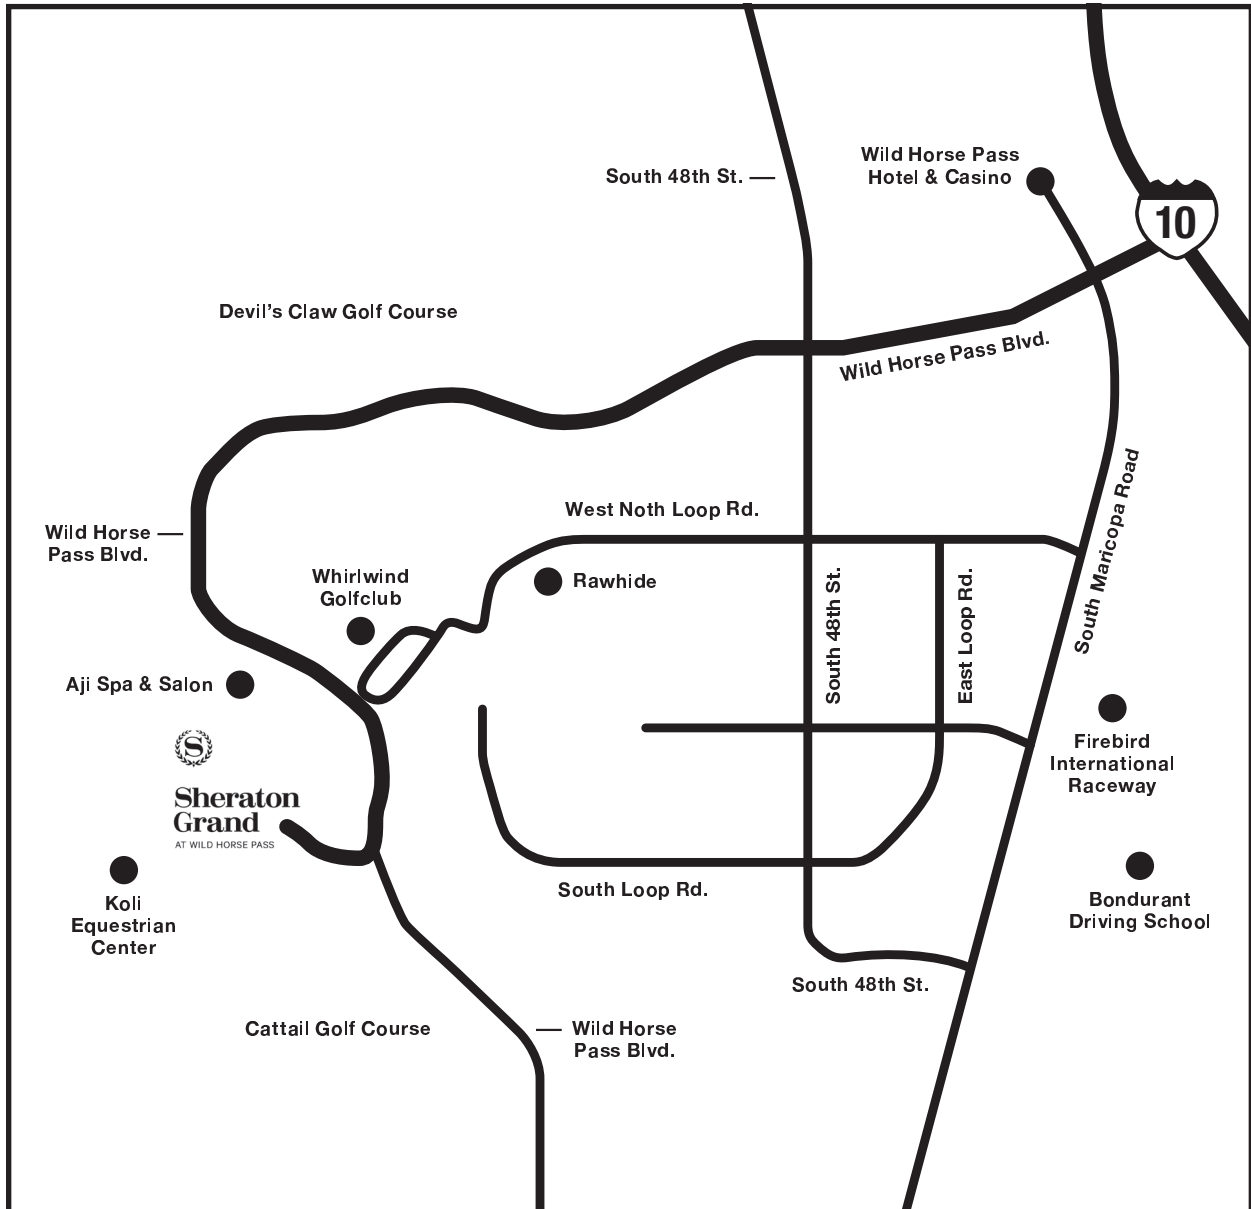 Wild Horse Pass
Hotel & Casino
South 48th St.
10
Devil's Claw Golf Course
Wild Horse Pass Blvd.
South Maricopa Road
West Noth Loop Rd.
Wild Horse
Pass Blvd.
Whirlwind
Golfclub
Rawhide
South 48th St.
East Loop Rd.
Aji Spa & Salon
S
Sheraton
Grand
AT WILD HORSE PASS
Firebird
International
Raceway
South Loop Rd.
Koli
Equestrian
Center
Bondurant
Driving School
South 48th St.
Cattail Golf Course
Wild Horse
Pass Blvd.